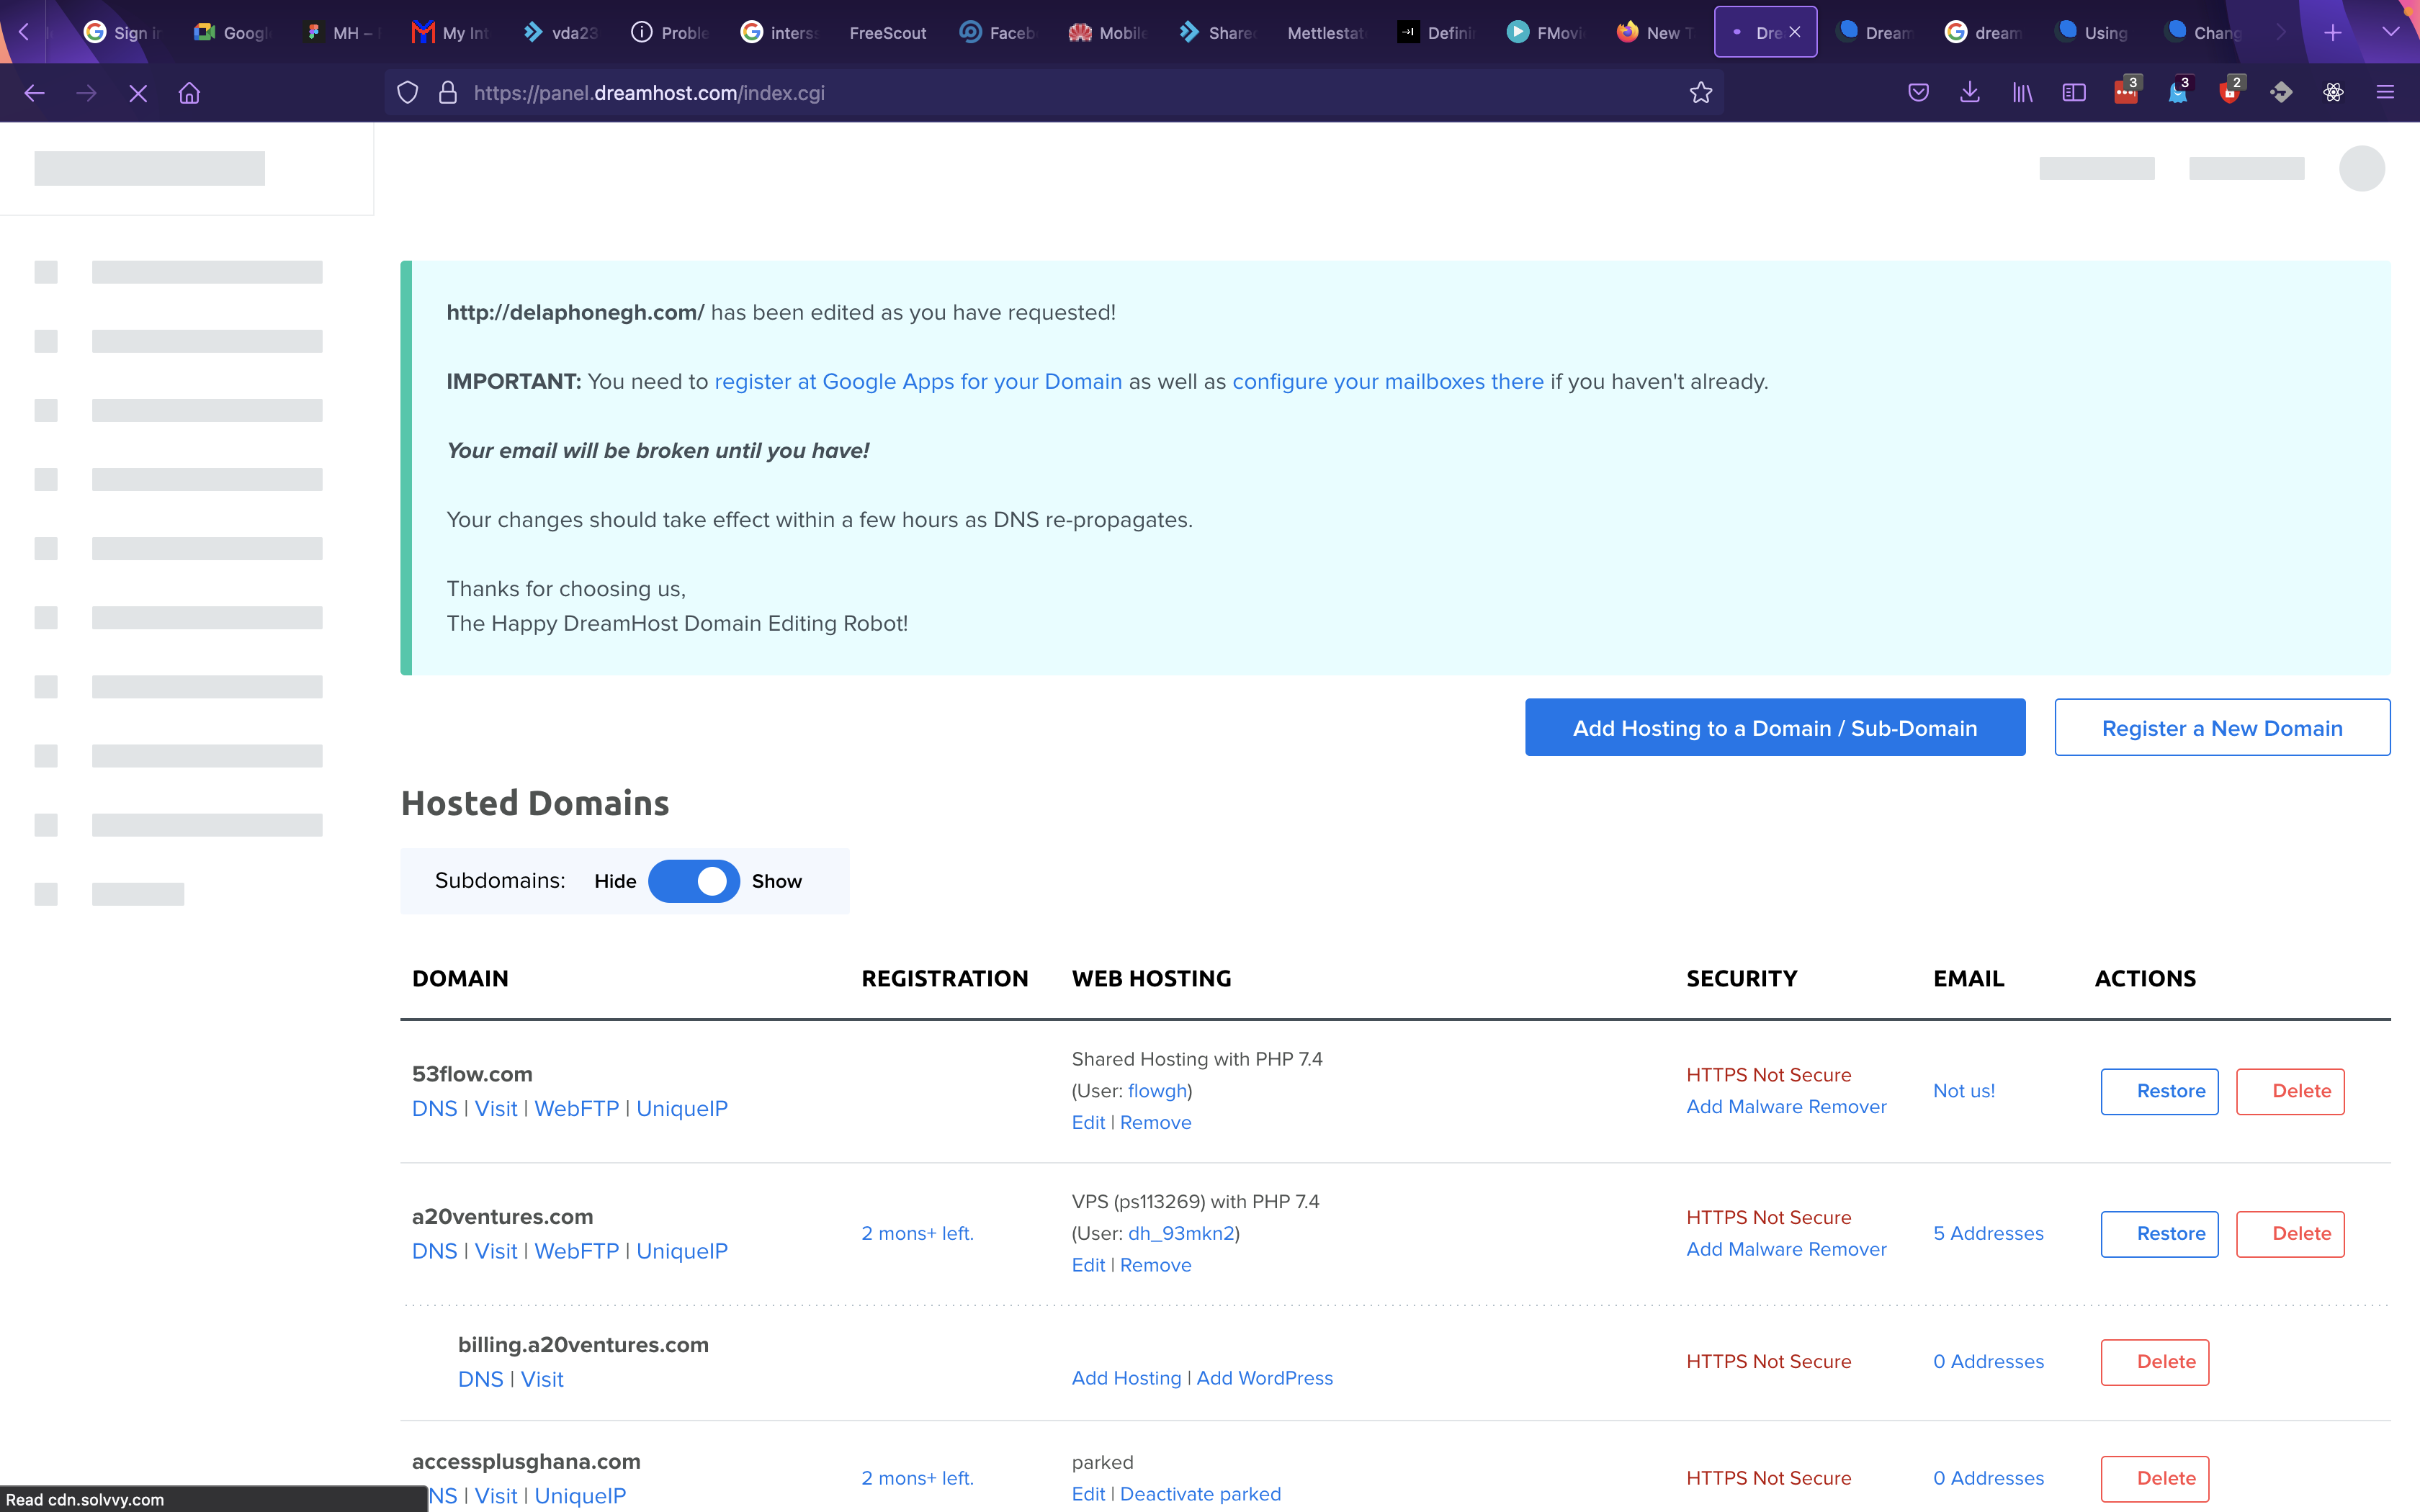 Sign in
Googl
MH –
My Int
vda23
Proble
interss
FreeScout
Faceb
Mobile
Share
Mettlestat
Defini
FMovi
New T
Dre
Dream
dream
Using
Chang
https://panel.dreamhost.com/index.cgi
3
3
2
http://delaphonegh.com/ has been edited as you have requested!
IMPORTANT: You need to register at Google Apps for your Domain as well as configure your mailboxes there if you haven't already.
Your email will be broken until you have!
Your changes should take effect within a few hours as DNS re-propagates.
Thanks for choosing us,
The Happy DreamHost Domain Editing Robot!
Add Hosting to a Domain / Sub-Domain
Register a New Domain
Hosted Domains
Subdomains: Hide Show
DOMAIN REGISTRATION WEB HOSTING SECURITY EMAIL ACTIONS
53flow.com
DNS | Visit | WebFTP | UniqueIP
Shared Hosting with PHP 7.4
(User: flowgh)
Edit | Remove
HTTPS Not Secure
Add Malware Remover
Not us!
Restore
Delete
a20ventures.com
DNS | Visit | WebFTP | UniqueIP
2 mons+ left.
VPS (ps113269) with PHP 7.4
(User: dh_93mkn2)
Edit | Remove
HTTPS Not Secure
Add Malware Remover
5 Addresses
Restore
Delete
billing.a20ventures.com
DNS | Visit
Add Hosting | Add WordPress
HTTPS Not Secure
0 Addresses
Delete
accessplusghana.com
NS | Visit | UniqueIP
2 mons+ left.
parked
Edit | Deactivate parked
HTTPS Not Secure
0 Addresses
Delete
Read cdn.solvvy.com